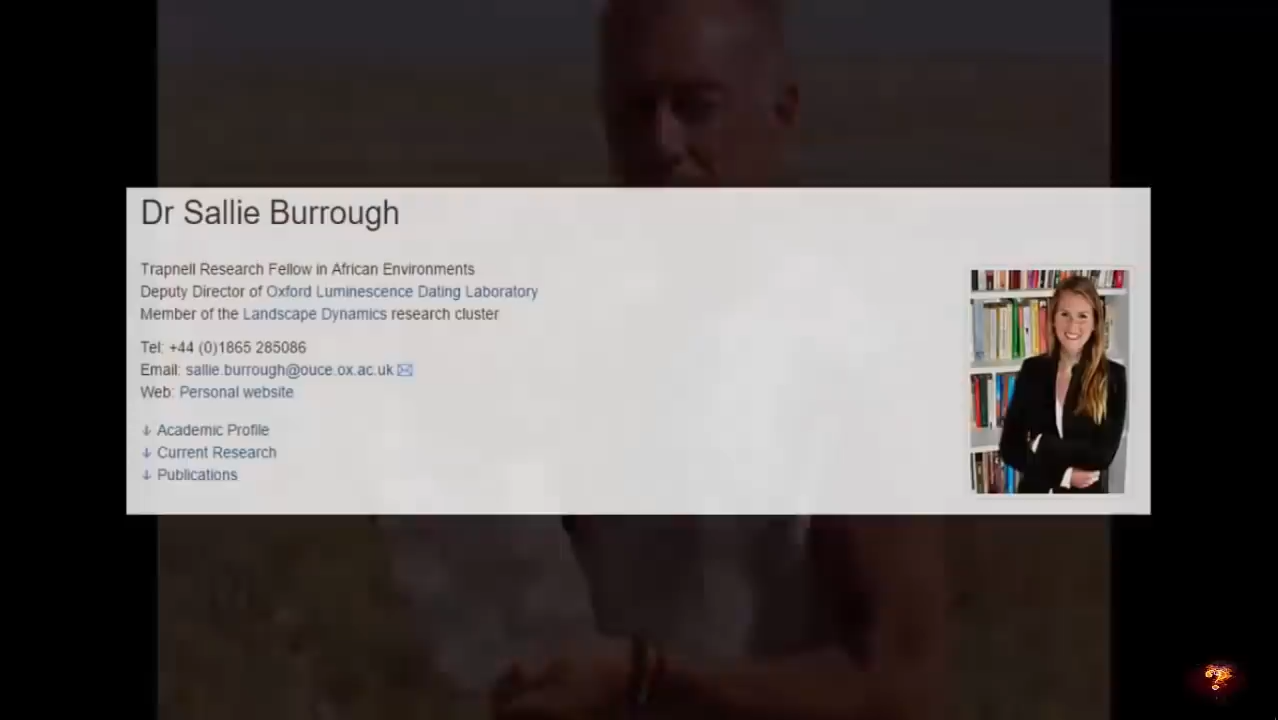 Dr Sallie Burrough
Trapnell Research Fellow in African Environments
Deputy Director of Oxford Luminescence Dating Laboratory
Member of the Landscape Dynamics research cluster
Tel: +44 (0)1865 285086
Email: sallie.burrough@ouce.ox.ac.uk
Web: Personal website
↓ Academic Profile
↓ Current Research
↓ Publications